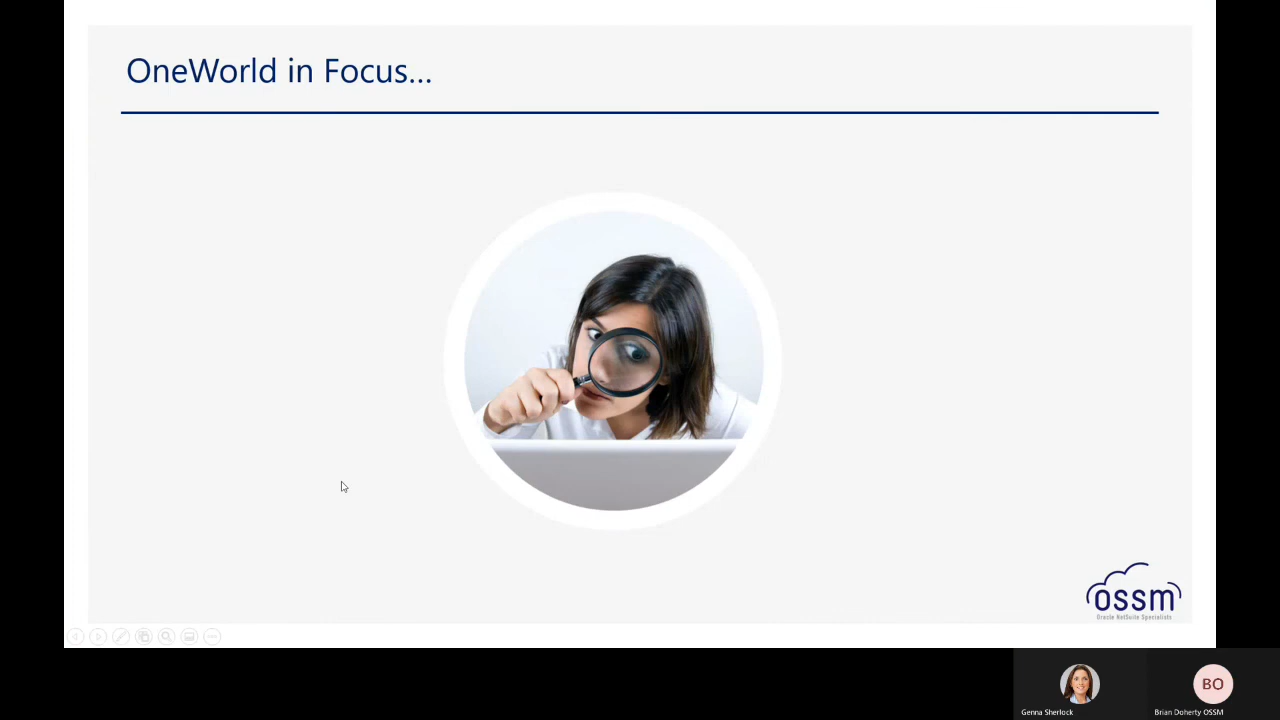 OneWorld in Focus...
ossm
Oracle NetSuite Specialists
BO
Genna Sherlock
Brian Doherty OSSM